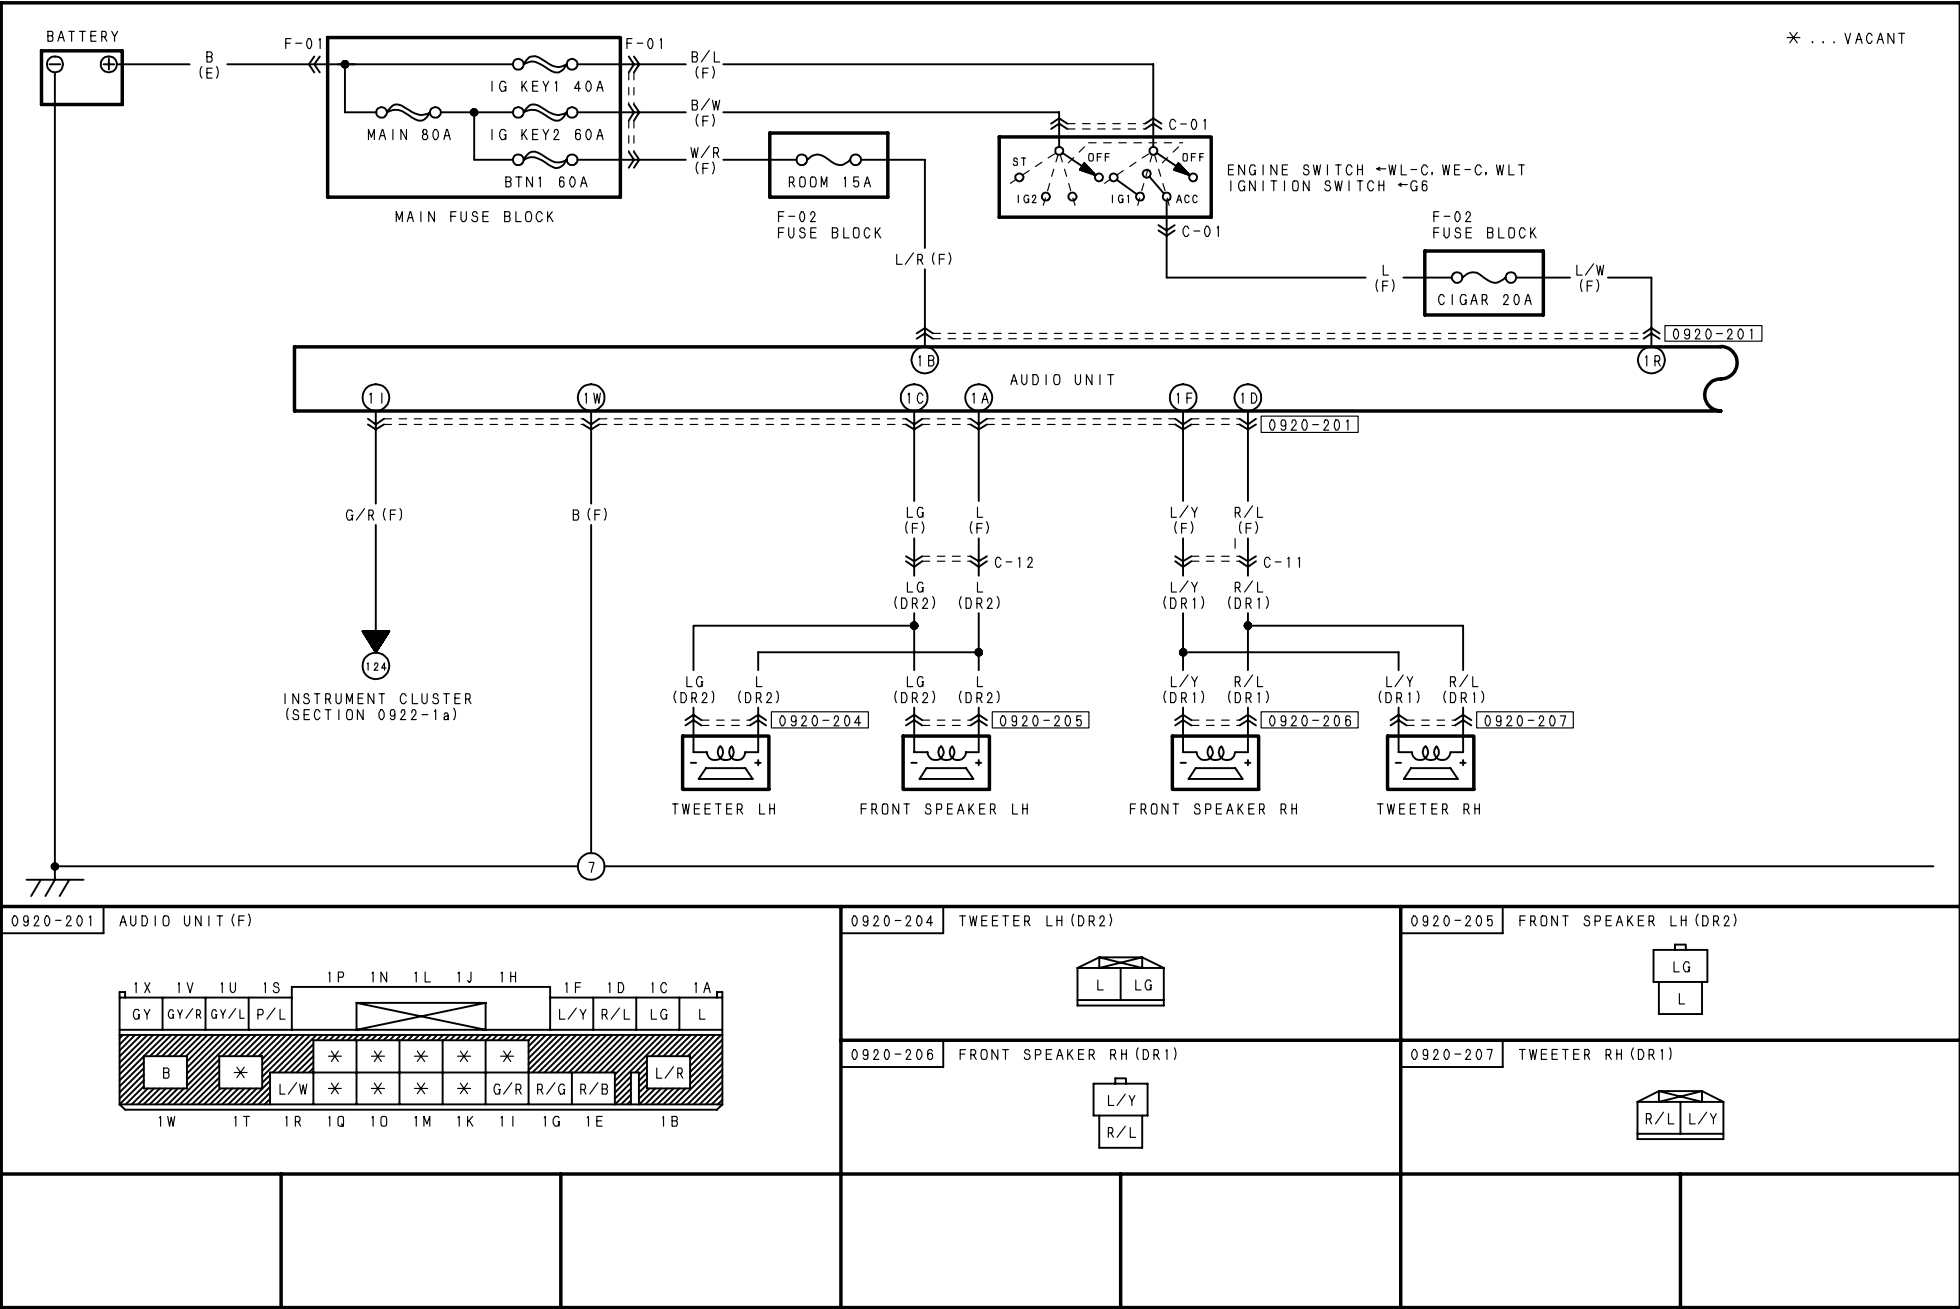 BATTERY
✳ ... VACANT
F-01
F-01
B
(E)
B/L
(F)
IG KEY1 40A
B/W
(F)
C-01
MAIN 80A
IG KEY2 60A
W/R
(F)
ST
OFF
OFF
ENGINE SWITCH ←WL-C, WE-C, WLT
IGNITION SWITCH ←G6
BTN1 60A
ROOM 15A
IG2
IG1
ACC
MAIN FUSE BLOCK
F-02
FUSE BLOCK
C-01
F-02
FUSE BLOCK
L/R(F)
L
(F)
L/W
(F)
CIGAR 20A
0920-201
1B
1R
AUDIO UNIT
1I
1W
1C
1A
1F
1D
0920-201
G/R(F)
B(F)
LG
(F)
L
(F)
L/Y
(F)
R/L
(F)
C-12
C-11
LG
(DR2)
L
(DR2)
L/Y
(DR1)
R/L
(DR1)
124
INSTRUMENT CLUSTER
(SECTION 0922-1a)
LG
(DR2)
L
(DR2)
LG
(DR2)
L
(DR2)
L/Y
(DR1)
R/L
(DR1)
L/Y
(DR1)
R/L
(DR1)
0920-204
0920-205
0920-206
0920-207
- +
- +
- +
- +
TWEETER LH
FRONT SPEAKER LH
FRONT SPEAKER RH
TWEETER RH
7
0920-201 AUDIO UNIT(F)
1X 1V 1U 1S 1P 1N 1L 1J 1H 1F 1D 1C 1A
GY GY/R GY/L P/L L/Y R/L LG L
✳ ✳ ✳ ✳ ✳
B ✳ L/R
L/W ✳ ✳ ✳ ✳ G/R R/G R/B
1W 1T 1R 1Q 1O 1M 1K 1I 1G 1E 1B
0920-204 TWEETER LH(DR2)
L LG
0920-205 FRONT SPEAKER LH(DR2)
LG
L
0920-206 FRONT SPEAKER RH(DR1)
L/Y
R/L
0920-207 TWEETER RH(DR1)
R/L L/Y